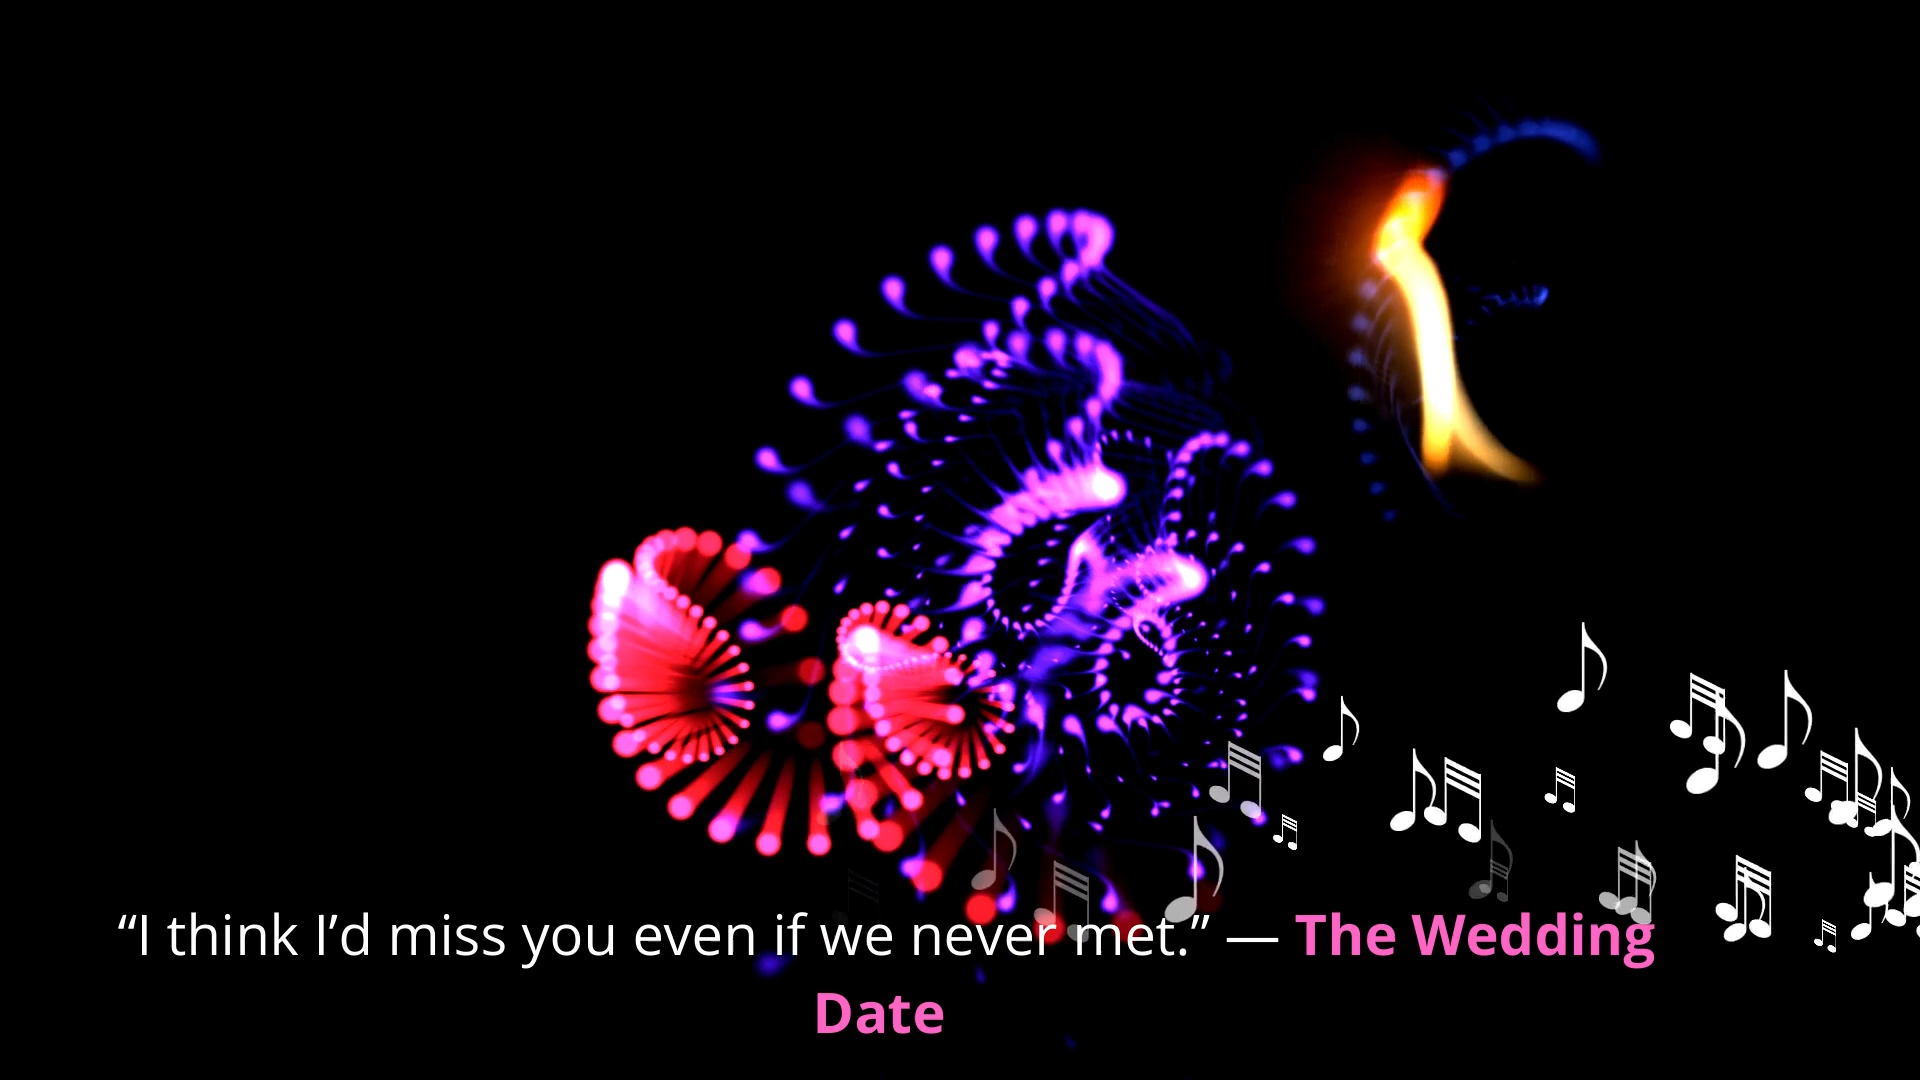 “I think I’d miss you even if we never met.” — The Wedding
Date